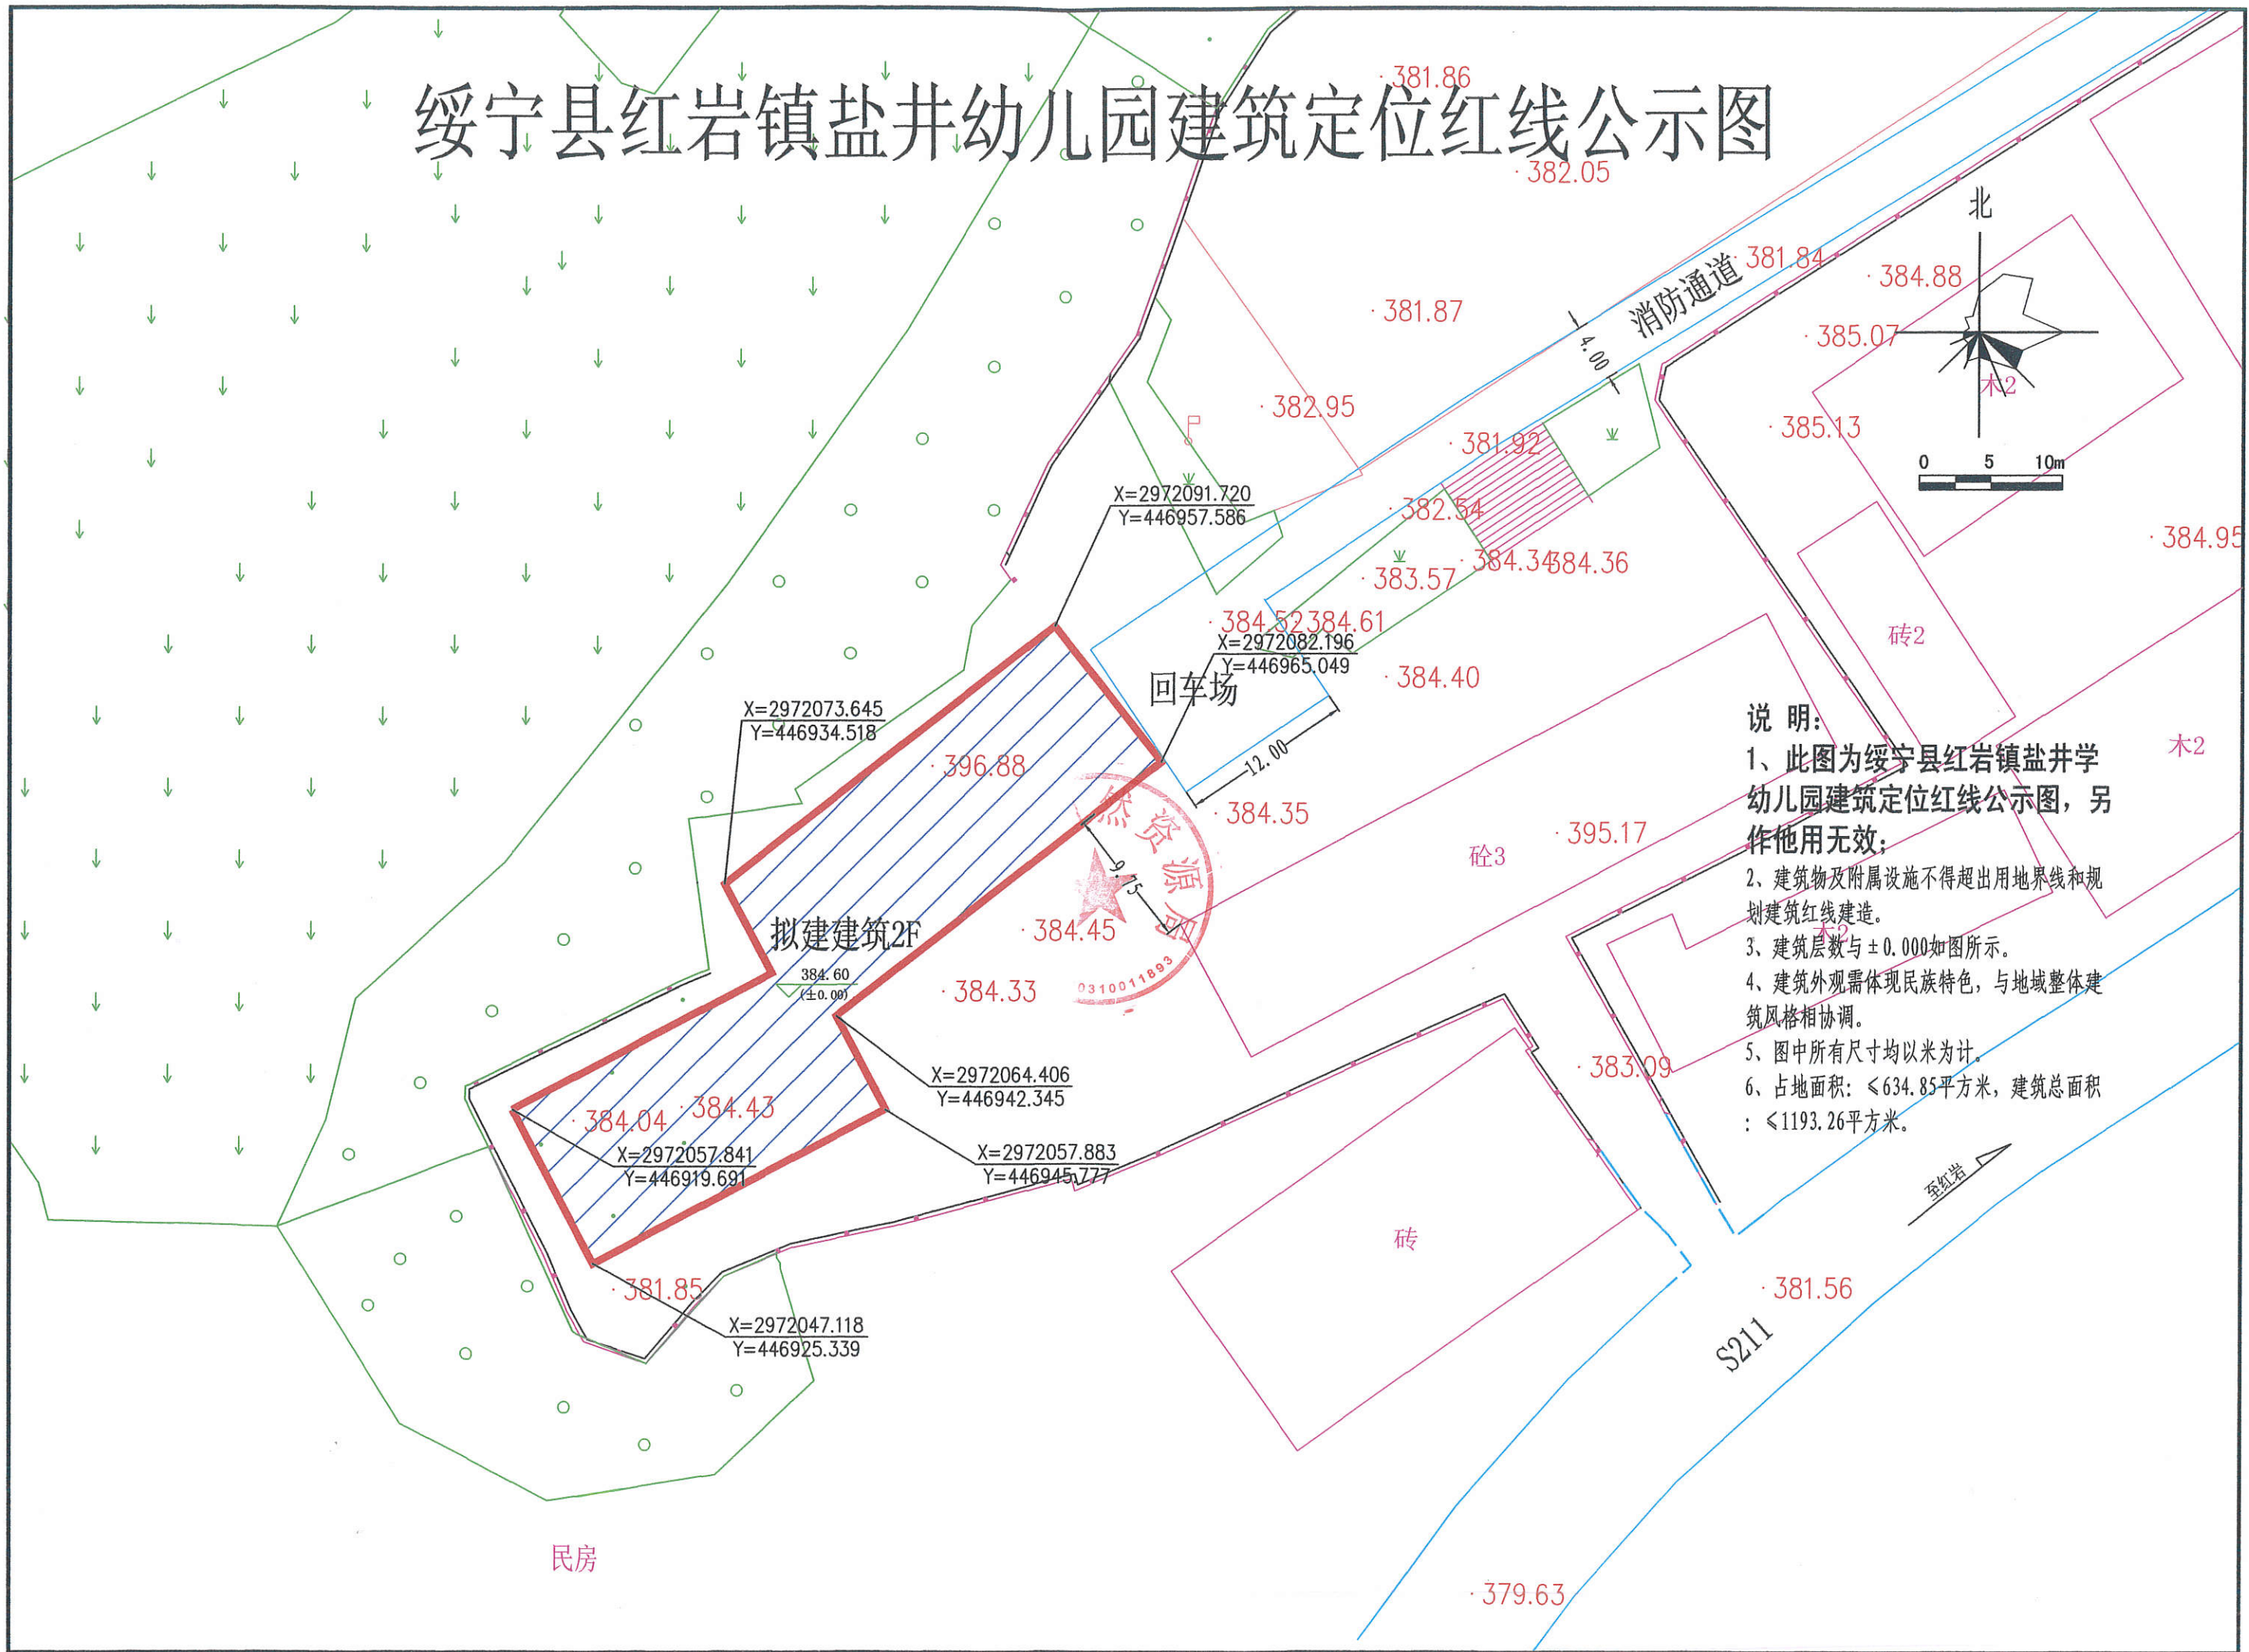 绥宁县红岩镇盐井幼儿园建筑定位红线公示图
381.86
382.05
北
消防通道
381.84
384.88
381.87
385.07
4.00
木2
382.95
385.13
381.92
0 5 10m
X=2972091.720
Y=446957.586
382.54
384.95
384.34
384.36
383.57
384.52
384.61
X=2972082.196
Y=446965.049
砖2
384.40
回车场
X=2972073.645
Y=446934.518
396.88
12.00
384.35
木2
说 明：
1、此图为绥宁县红岩镇盐井学
幼儿园建筑定位红线公示图，另
作他用无效；
2、建筑物及附属设施不得超出用地界线和规
划建筑红线建造。
3、建筑层数与±0.000如图所示。
4、建筑外观需体现民族特色，与地域整体建
筑风格相协调。
5、图中所有尺寸均以米为计。
6、占地面积：≤634.85平方米，建筑总面积
：≤1193.26平方米。
395.17
砼3
9.75
然资源局
0310011893
木2
拟建建筑2F
384.60
(±0.00)
384.45
384.33
X=2972064.406
Y=446942.345
383.09
384.04
384.43
X=2972057.841
Y=446919.691
X=2972057.883
Y=446945.777
至红岩
砖
381.85
381.56
X=2972047.118
Y=446925.339
S211
民房
379.63